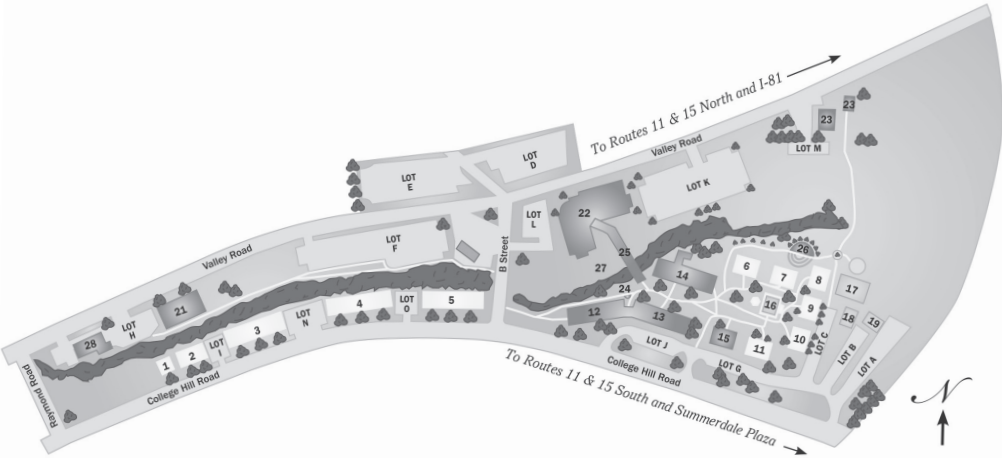 To Routes 11 & 15 North and I-81
Valley Road
23
23
LOT M
LOT E
LOT D
LOT K
LOT L
22
B Street
25
27
24
26
14
6
7
8
17
Valley Road
LOT F
21
LOT H
28
4
LOT O
5
LOT N
3
LOT I
2
1
College Hill Road
Raymond Road
12
13
16
9
18
19
15
11
10
LOT C
LOT B
LOT A
LOT J
LOT G
College Hill Road
To Routes 11 & 15 South and Summerdale Plaza
N